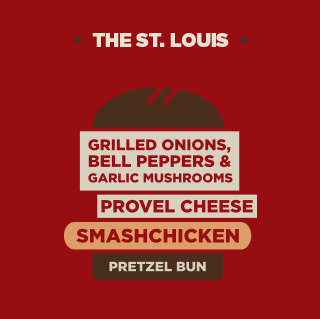 THE ST. LOUIS
GRILLED ONIONS,
BELL PEPPERS &
GARLIC MUSHROOMS
PROVEL CHEESE
SMASHCHICKEN
PRETZEL BUN